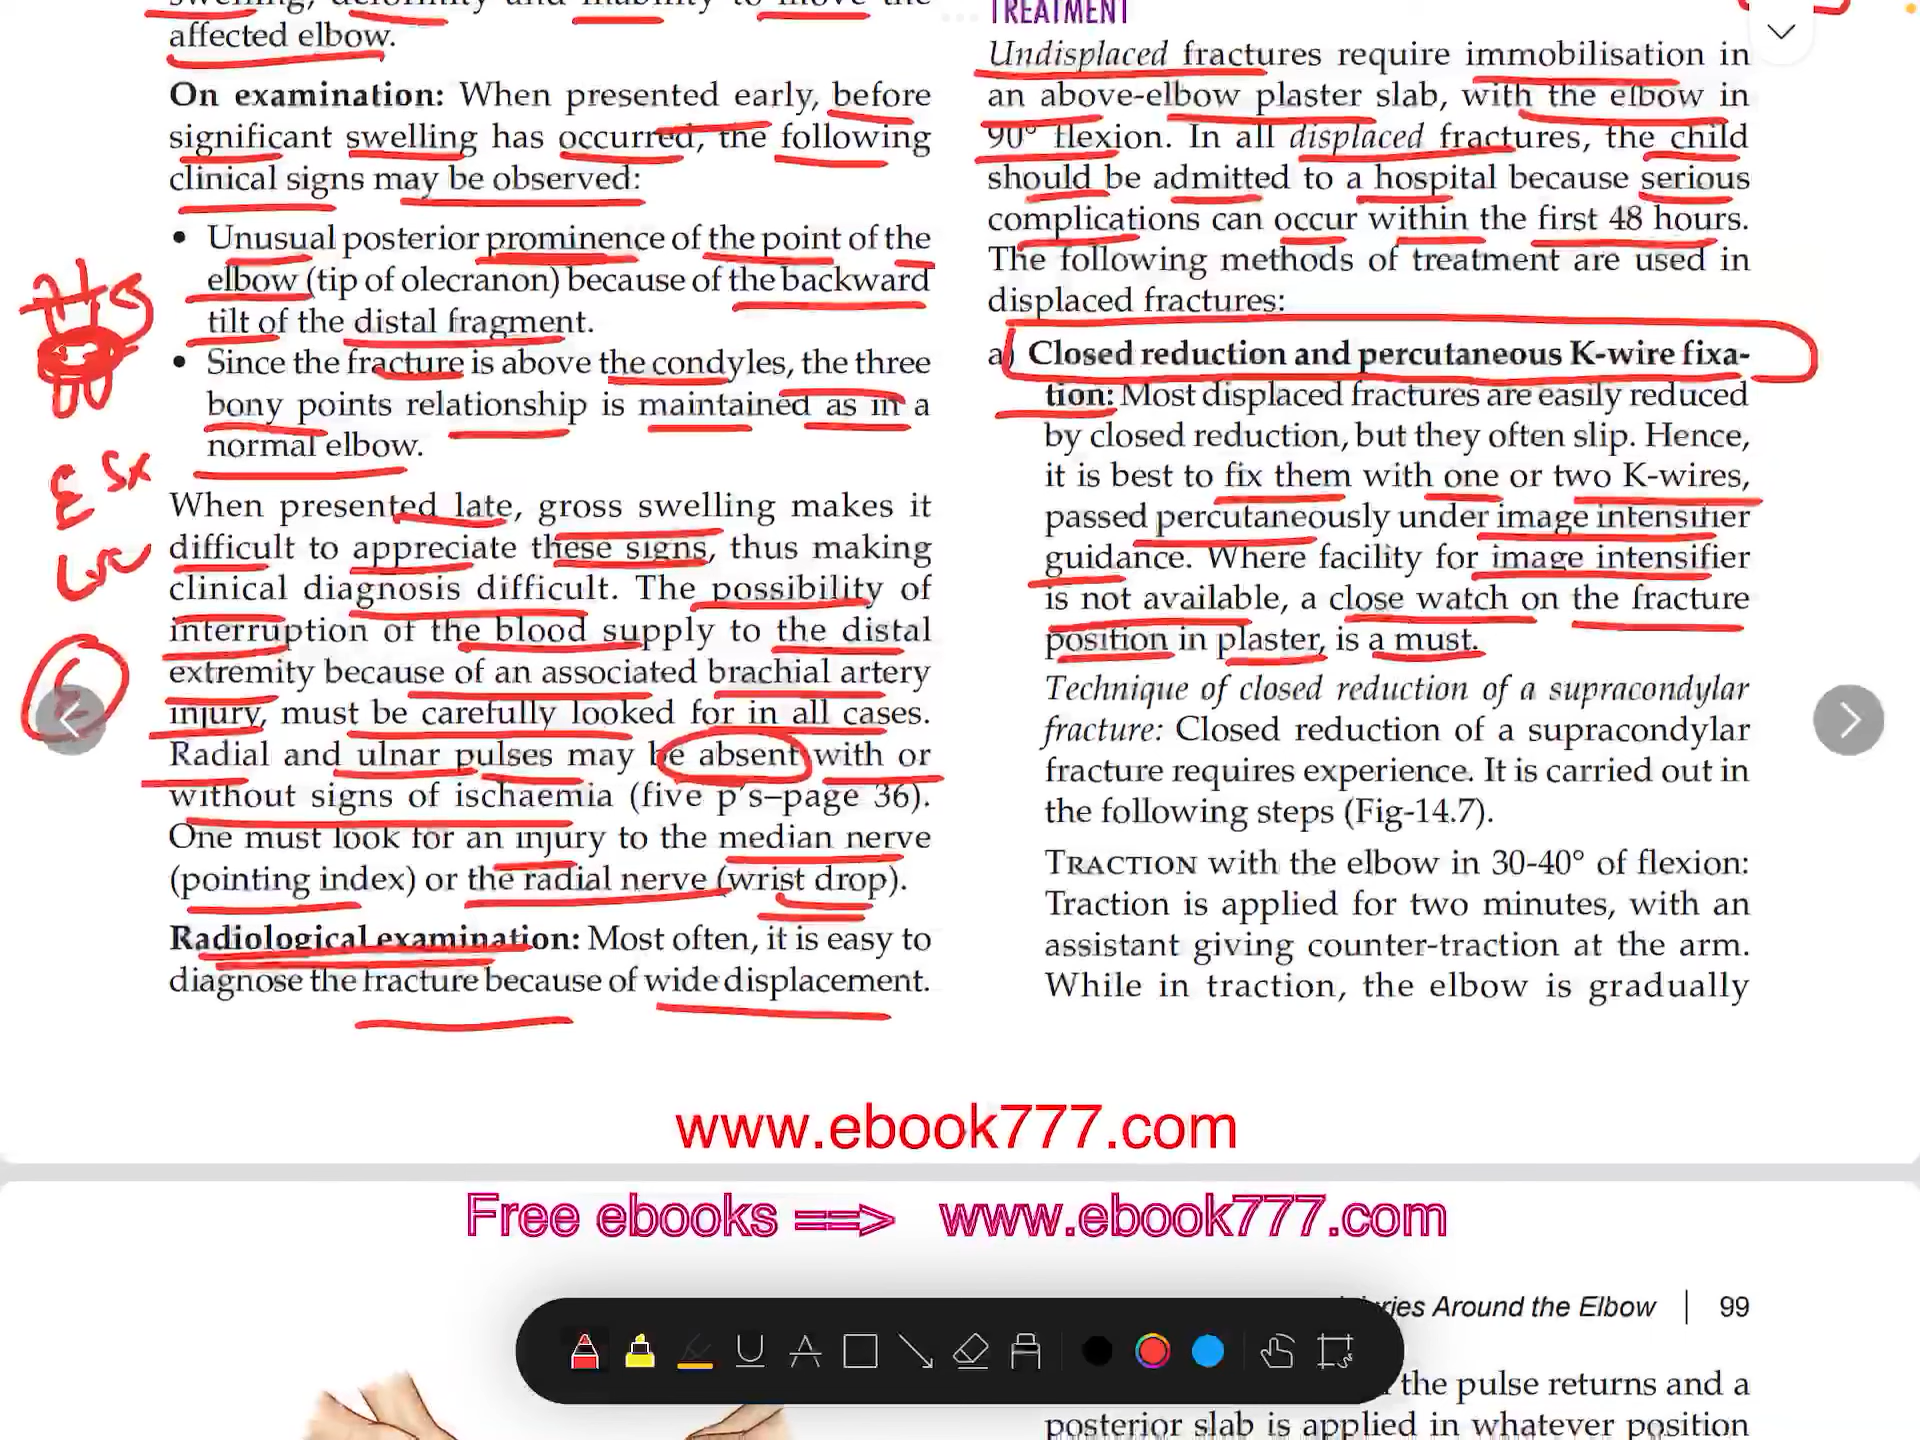 affected elbow.
On examination: When presented early, before
significant swelling has occurred, the following
clinical signs may be observed:
• Unusual posterior prominence of the point of the
elbow (tip of olecranon) because of the backward
tilt of the distal fragment.
• Since the fracture is above the condyles, the three
bony points relationship is maintained as in a
normal elbow.
When presented late, gross swelling makes it
difficult to appreciate these signs, thus making
clinical diagnosis difficult. The possibility of
interruption of the blood supply to the distal
extremity because of an associated brachial artery
injury, must be carefully looked for in all cases.
Radial and ulnar pulses may be absent with or
without signs of ischaemia (five p's–page 36).
One must look for an injury to the median nerve
(pointing index) or the radial nerve (wrist drop).
Radiological examination: Most often, it is easy to
diagnose the fracture because of wide displacement.
TREATMENT
Undisplaced fractures require immobilisation in
an above-elbow plaster slab, with the elbow in
90° flexion. In all displaced fractures, the child
should be admitted to a hospital because serious
complications can occur within the first 48 hours.
The following methods of treatment are used in
displaced fractures:
a) Closed reduction and percutaneous K-wire fixa-
tion: Most displaced fractures are easily reduced
by closed reduction, but they often slip. Hence,
it is best to fix them with one or two K-wires,
passed percutaneously under image intensifier
guidance. Where facility for image intensifier
is not available, a close watch on the fracture
position in plaster, is a must.
Technique of closed reduction of a supracondylar
fracture: Closed reduction of a supracondylar
fracture requires experience. It is carried out in
the following steps (Fig-14.7).
TRACTION with the elbow in 30-40° of flexion:
Traction is applied for two minutes, with an
assistant giving counter-traction at the arm.
While in traction, the elbow is gradually
www.ebook777.com
Free ebooks ==> www.ebook777.com
Around the Elbow | 99
the pulse returns and a
posterior slab is applied in whatever position